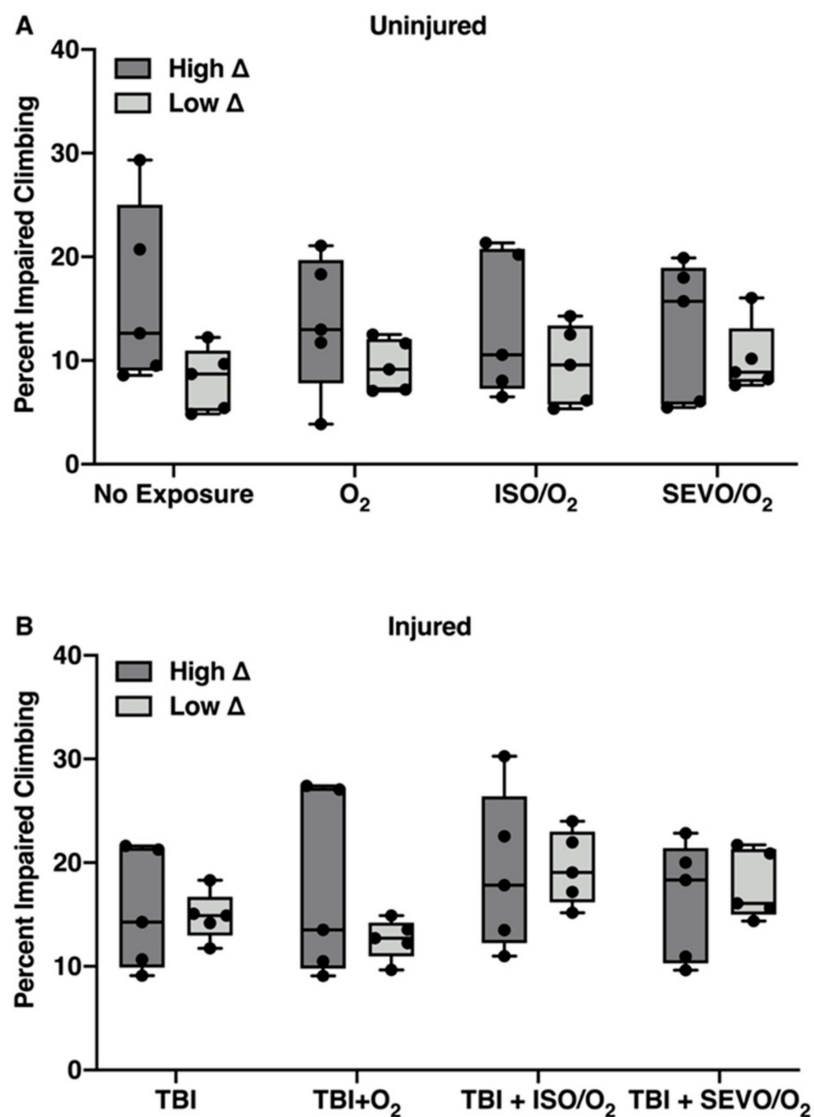 A
Uninjured
High Δ
Low Δ
Percent Impaired Climbing
40
30
20
10
0
No Exposure O₂ ISO/O₂ SEVO/O₂
B
Injured
High Δ
Low Δ
Percent Impaired Climbing
40
30
20
10
0
TBI TBI+O₂ TBI + ISO/O₂ TBI + SEVO/O₂